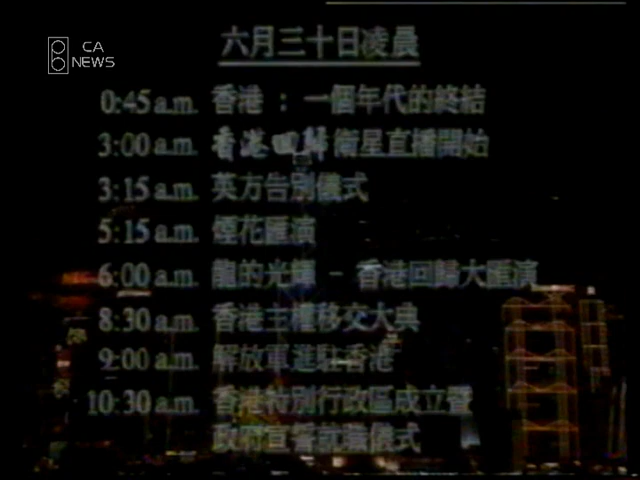 CA
NEWS
六月三十日凌晨
0:45 a.m. 香港：一個年代的終結
3:00 a.m. 香港回歸衛星直播開始
3:15 a.m. 英方告別儀式
5:15 a.m. 煙花匯演
6:00 a.m. 龍的光輝 - 香港回歸大匯演
8:30 a.m. 香港主權移交大典
9:00 a.m. 解放軍進駐香港
10:30 a.m. 香港特別行政區成立暨
政府宣誓就職儀式